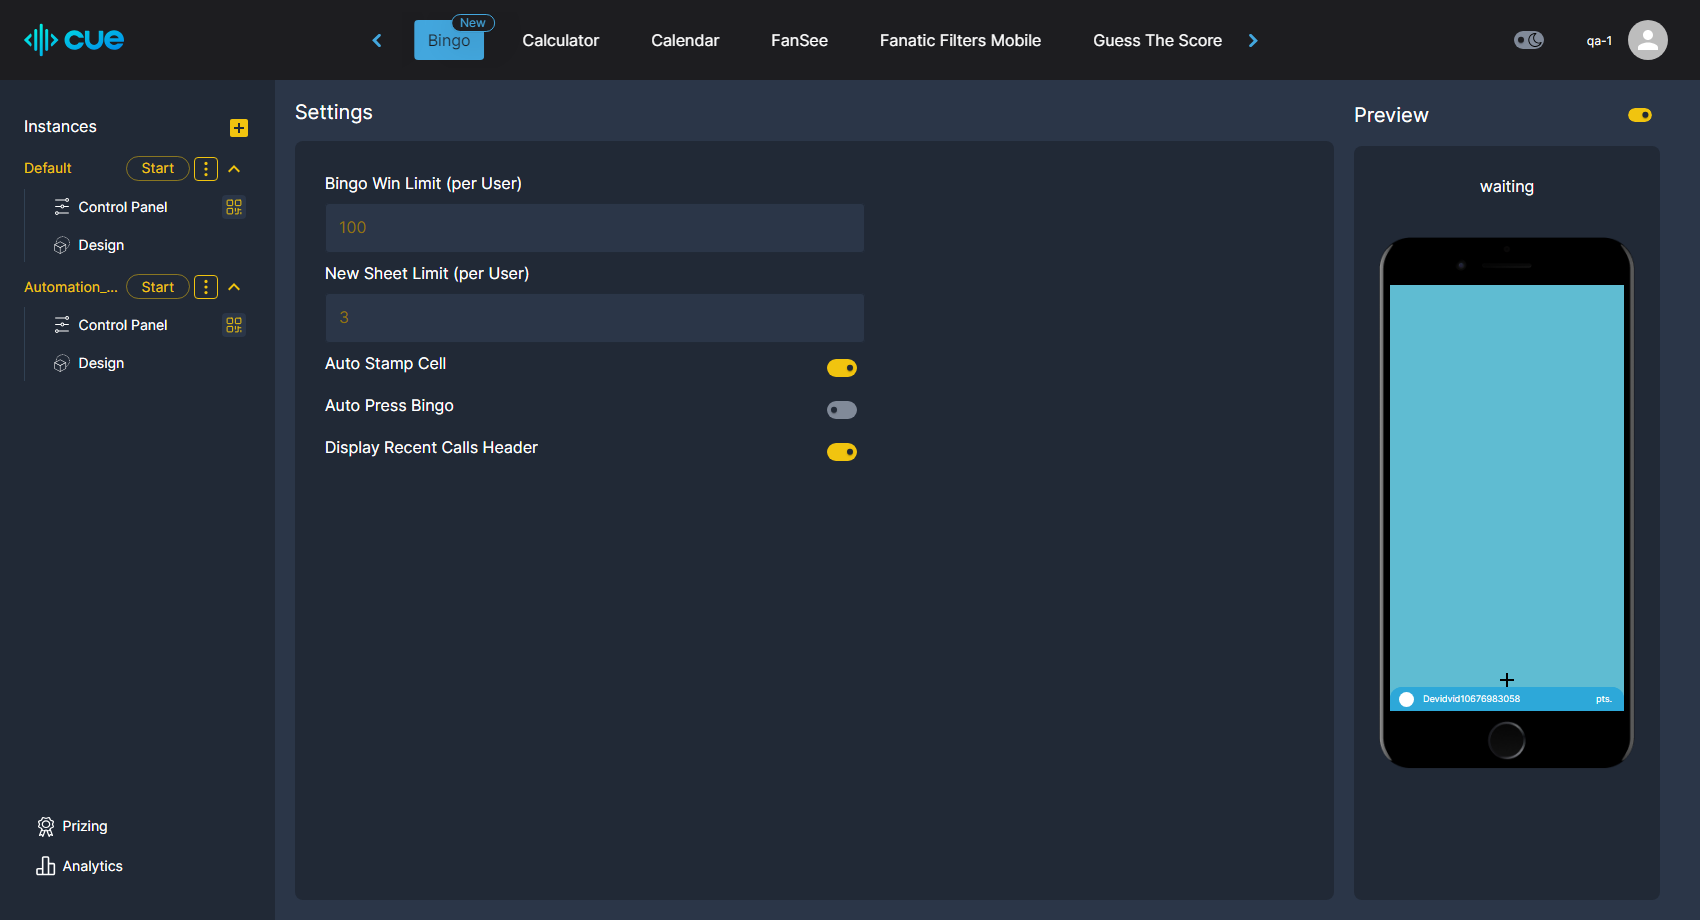 cue
Bingo
New
Calculator
Calendar
FanSee
Fanatic Filters Mobile
Guess The Score
qa-1
Instances
Default
Start
Control Panel
Design
Automation_...
Start
Control Panel
Design
Prizing
Analytics
Settings
Bingo Win Limit (per User)
100
New Sheet Limit (per User)
3
Auto Stamp Cell
Auto Press Bingo
Display Recent Calls Header
Preview
waiting
Devidvid10676983058 pts.